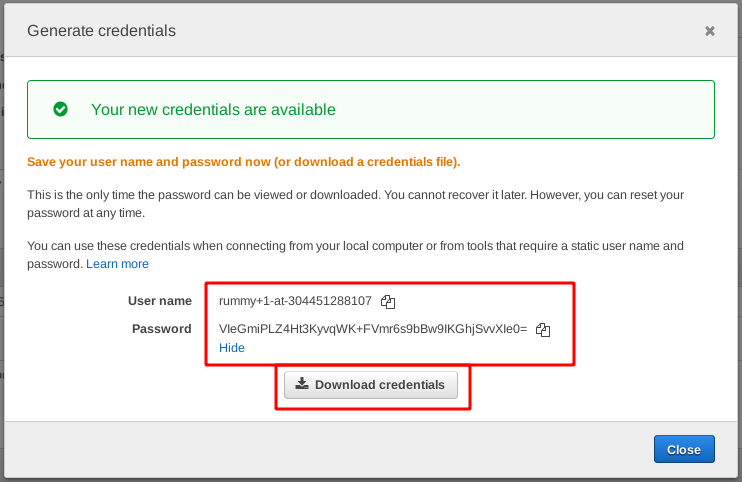 Generate credentials
Your new credentials are available
Save your user name and password now (or download a credentials file).
This is the only time the password can be viewed or downloaded. You cannot recover it later. However, you can reset your
password at any time.
You can use these credentials when connecting from your local computer or from tools that require a static user name and
password. Learn more
User name rummy+1-at-304451288107
Password VIeGmiPLZ4Ht3KyvqWK+FVmr6s9bBw9IKGhjSvvXIe0=
Hide
Download credentials
Close